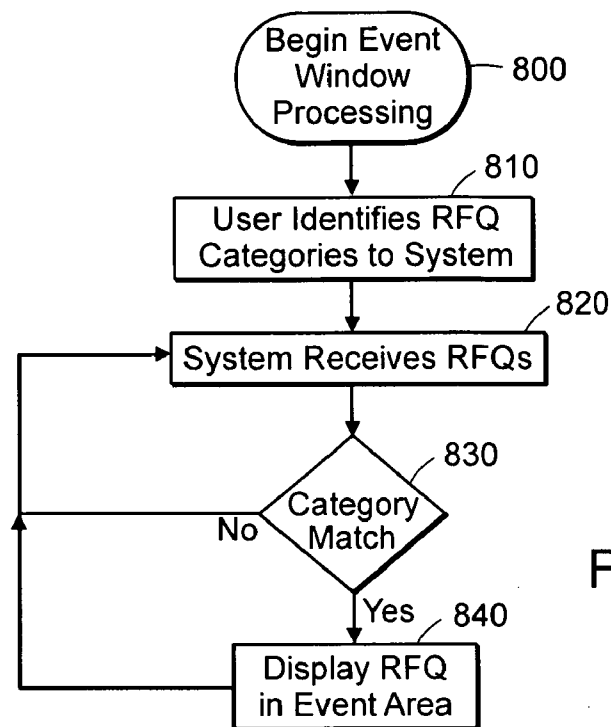 Begin Event
Window
Processing
800
810
User Identifies RFQ
Categories to System
820
System Receives RFQs
830
Category
Match
No
Yes
840
Display RFQ
in Event Area
F